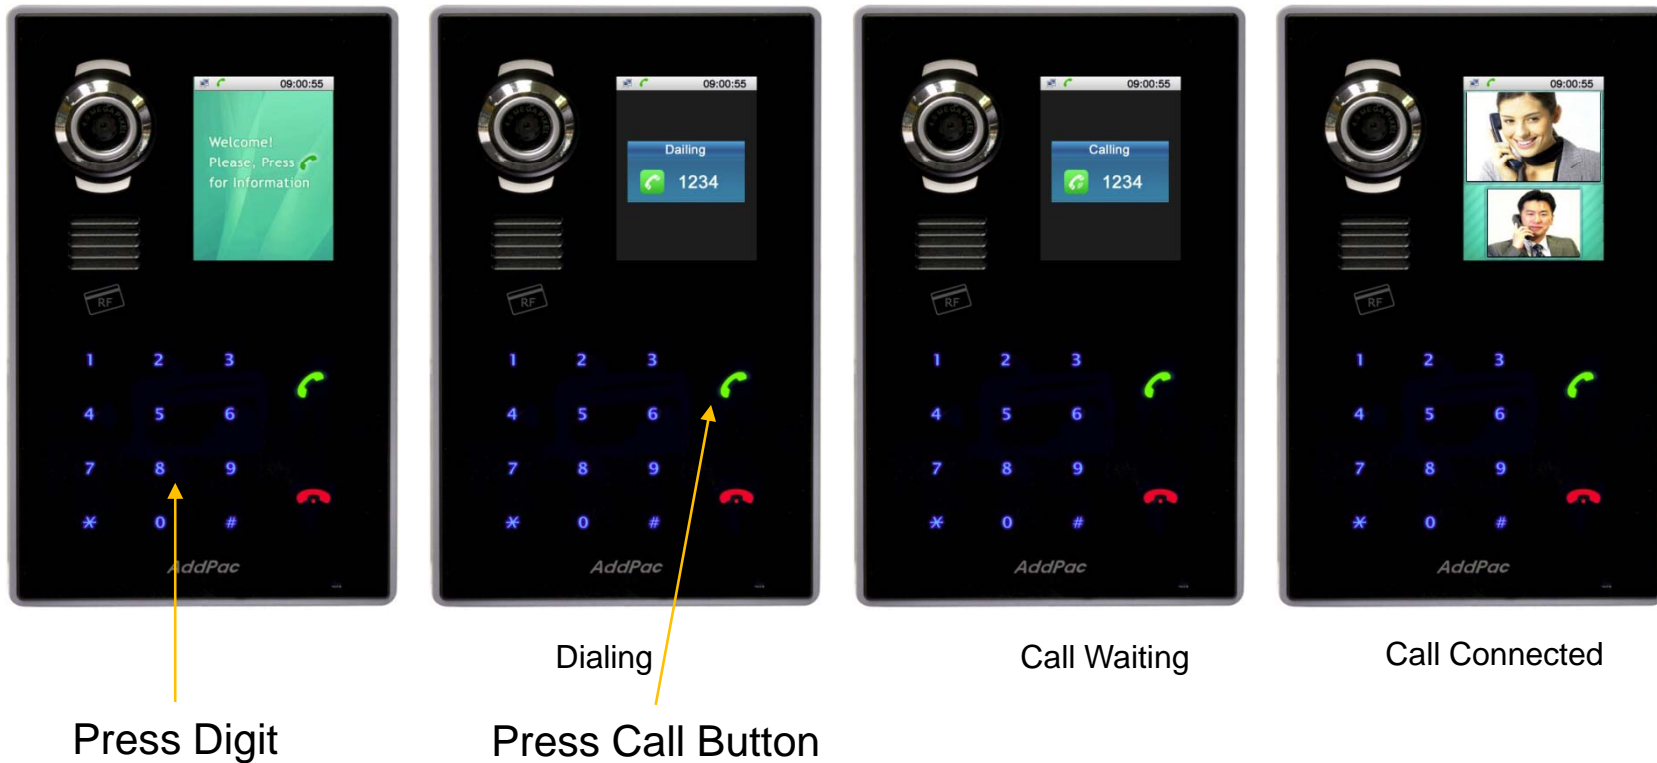 09:00:55
Welcome!
Please, Press
for Information
RF
1 2 3
4 5 6
7 8 9
* 0 #
AddPac
09:00:55
Dailing
1234
RF
1 2 3
4 5 6
7 8 9
* 0 #
AddPac
09:00:55
Calling
1234
RF
1 2 3
4 5 6
7 8 9
* 0 #
AddPac
09:00:55
RF
1 2 3
4 5 6
7 8 9
* 0 #
AddPac
Dialing
Call Waiting
Call Connected
Press Digit
Press Call Button